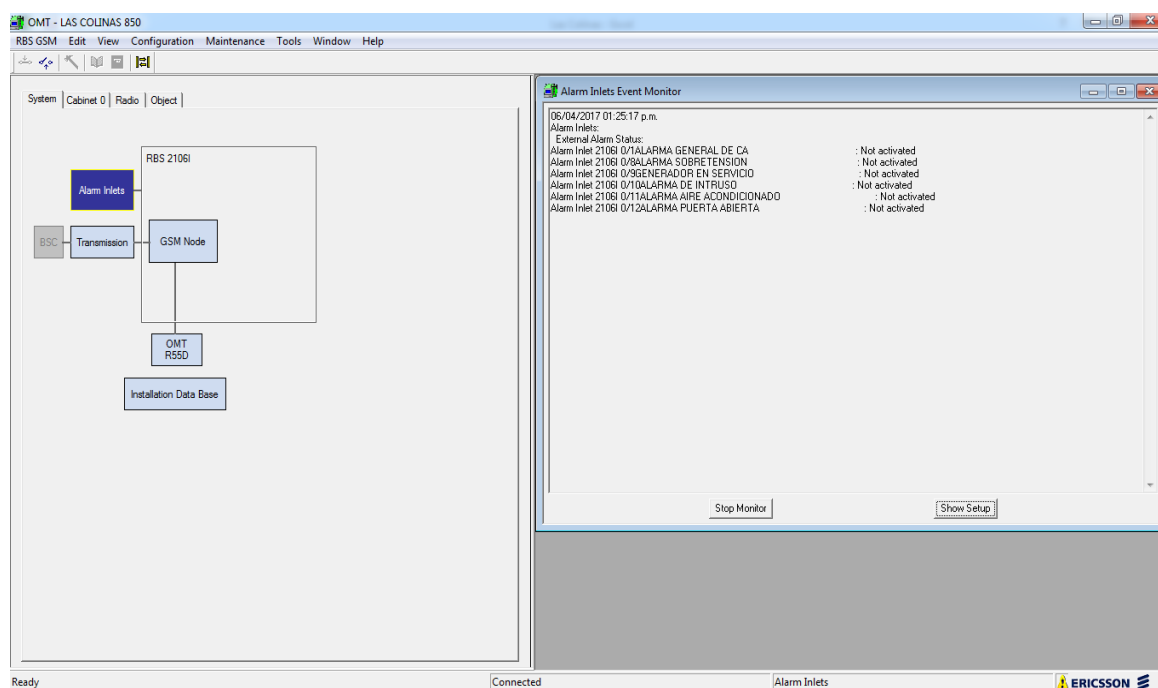 OMT - LAS COLINAS 850
RBS GSM Edit View Configuration Maintenance Tools Window Help
System Cabinet 0 Radio Object
RBS 2106I
Alarm Inlets
BSC
Transmission
GSM Node
OMT
R55D
Installation Data Base
Alarm Inlets Event Monitor
06/04/2017 01:25:17 p.m.
Alarm Inlets:
External Alarm Status:
Alarm Inlet 2106I 0/1ALARMA GENERAL DE CA : Not activated
Alarm Inlet 2106I 0/8ALARMA SOBRETENSION : Not activated
Alarm Inlet 2106I 0/9GENERADOR EN SERVICIO : Not activated
Alarm Inlet 2106I 0/10ALARMA DE INTRUSO : Not activated
Alarm Inlet 2106I 0/11ALARMA AIRE ACONDICIONADO : Not activated
Alarm Inlet 2106I 0/12ALARMA PUERTA ABIERTA : Not activated
Stop Monitor Show Setup
Ready Connected Alarm Inlets ERICSSON